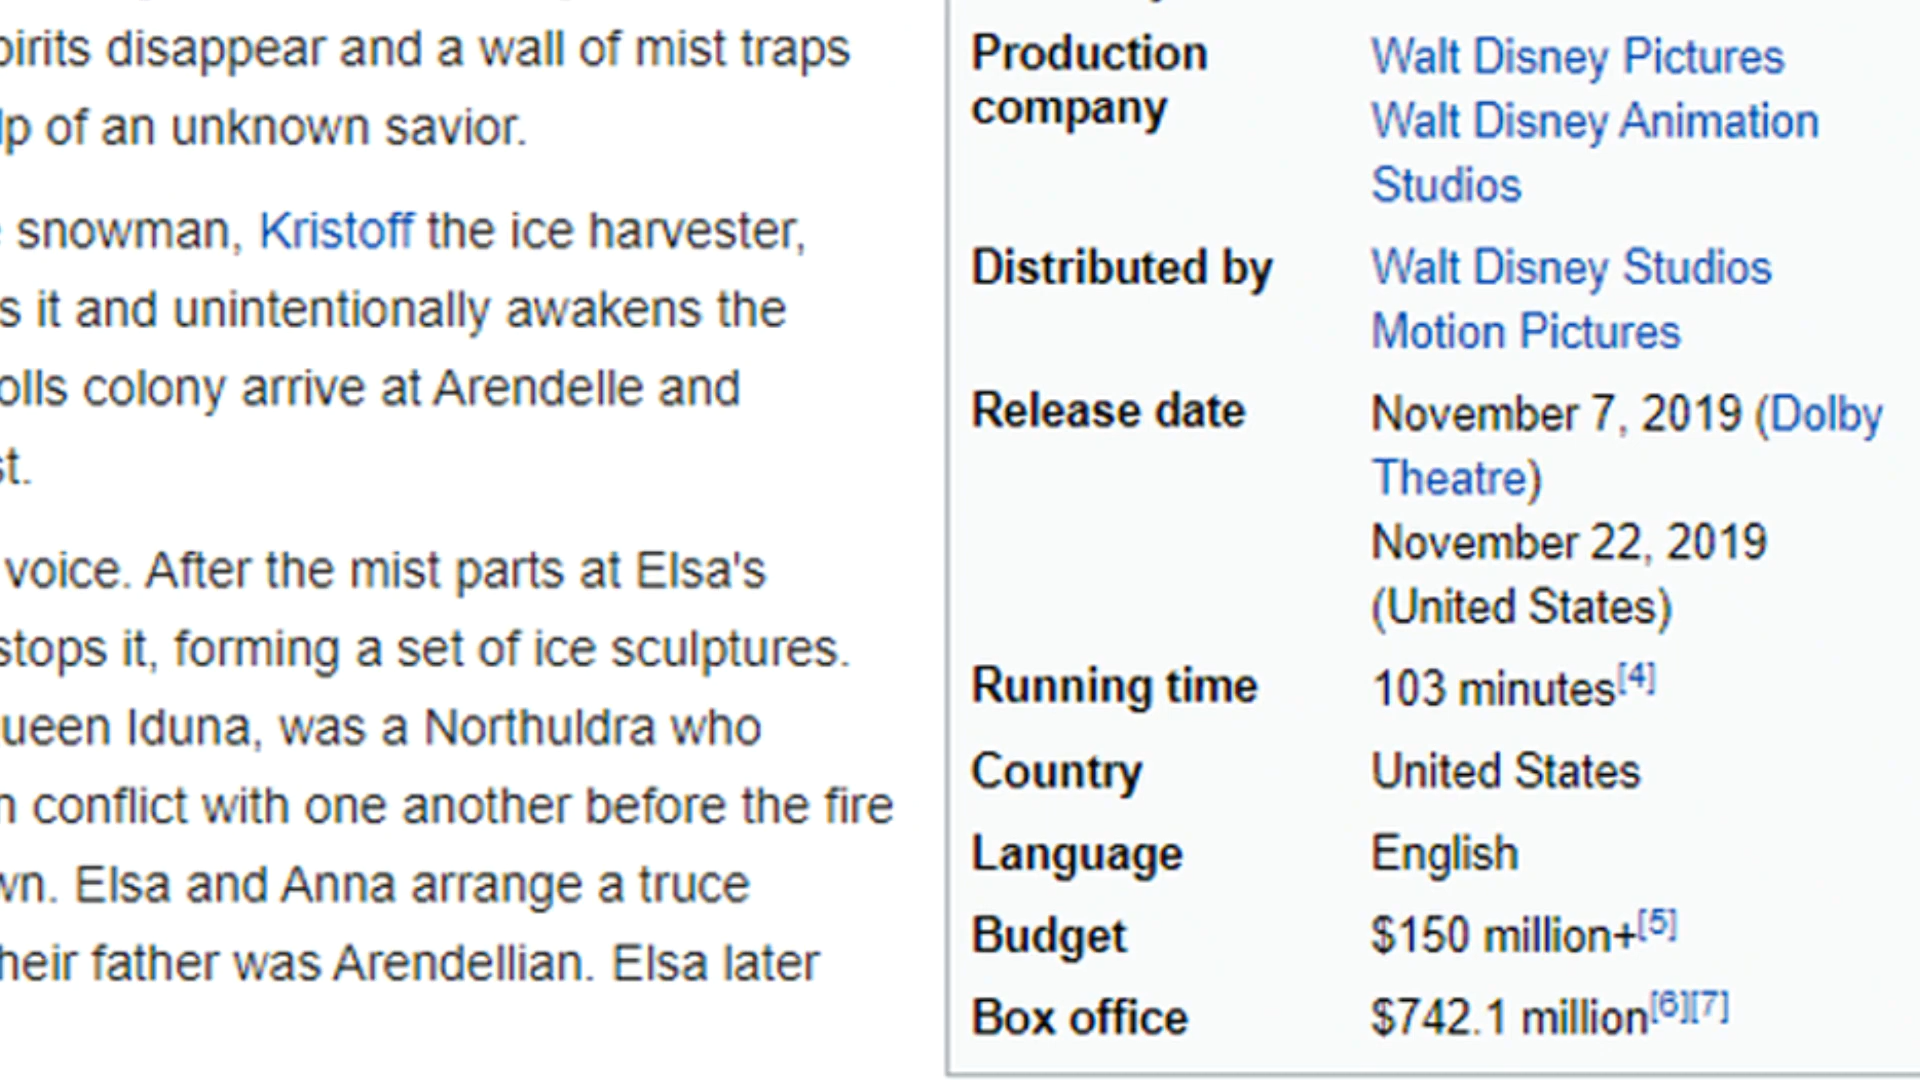 pirits disappear and a wall of mist traps
lp of an unknown savior.
snowman, Kristoff the ice harvester,
s it and unintentionally awakens the
olls colony arrive at Arendelle and
st.
voice. After the mist parts at Elsa's
stops it, forming a set of ice sculptures.
ueen Iduna, was a Northuldra who
n conflict with one another before the fire
wn. Elsa and Anna arrange a truce
heir father was Arendellian. Elsa later
Production company
Walt Disney Pictures
Walt Disney Animation
Studios
Distributed by
Walt Disney Studios
Motion Pictures
Release date
November 7, 2019 (Dolby
Theatre)
November 22, 2019
(United States)
Running time
103 minutes[4]
Country
United States
Language
English
Budget
$150 million+[5]
Box office
$742.1 million[6][7]